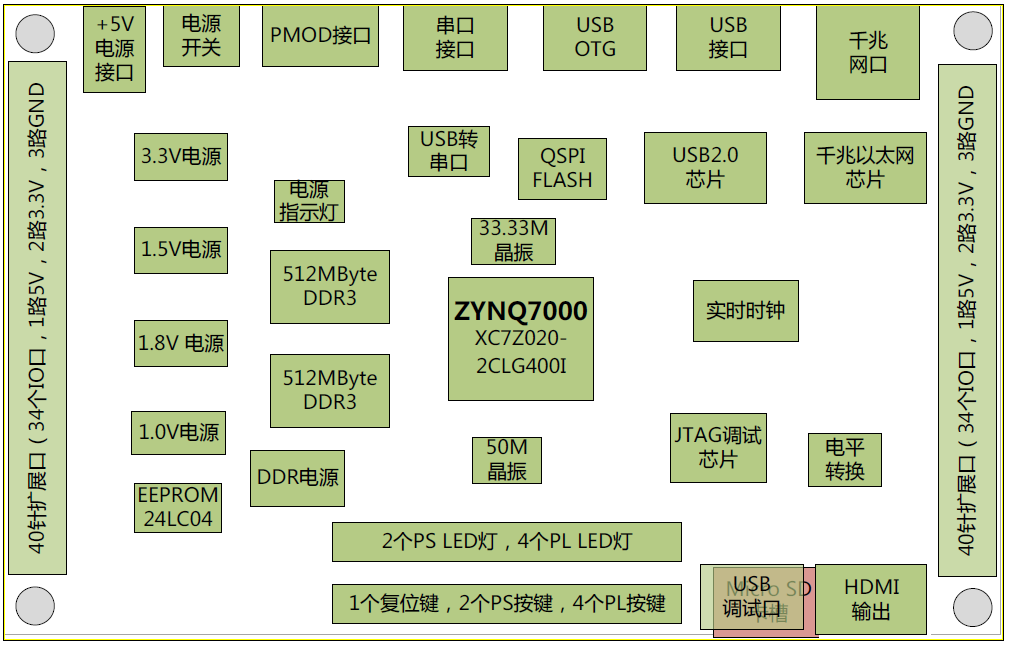 +5V
电源
接口
电源
开关
PMOD接口
串口
接口
USB
OTG
USB
接口
千兆
网口
40针扩展口（34个IO口，1路5V，2路3.3V，3路GND
40针扩展口（34个IO口，1路5V，2路3.3V，3路GND
3.3V电源
USB转
串口
QSPI
FLASH
USB2.0
芯片
千兆以太网
芯片
电源
指示灯
33.33M
晶振
1.5V电源
512MByte
DDR3
ZYNQ7000
XC7Z020-
2CLG400I
实时时钟
1.8V 电源
512MByte
DDR3
1.0V电源
50M
晶振
JTAG调试
芯片
电平
转换
DDR电源
EEPROM
24LC04
2个PS LED灯，4个PL LED灯
1个复位键，2个PS按键，4个PL按键
USB
调试口
Micro SD
卡槽
HDMI
输出